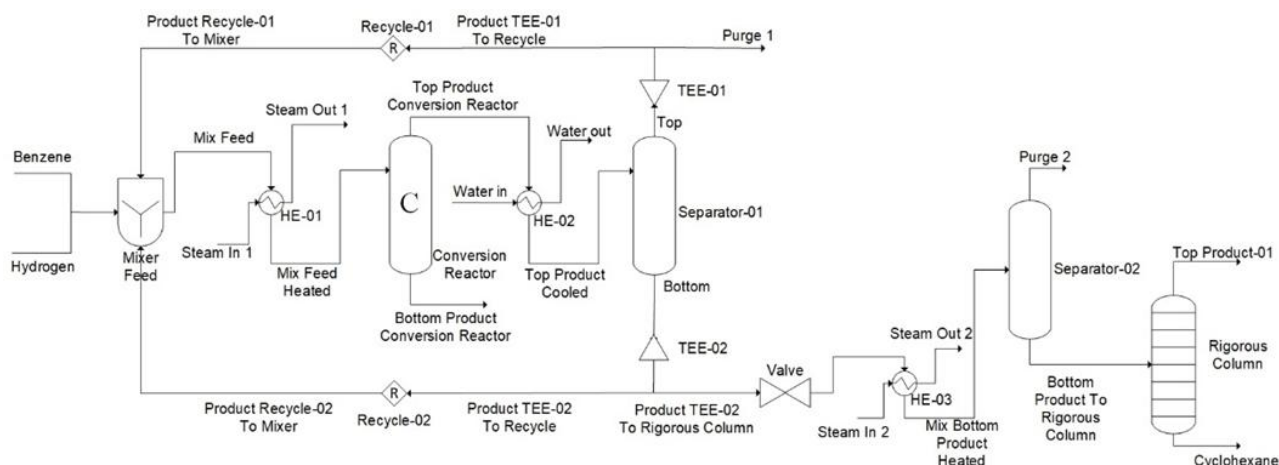 Product Recycle-01
To Mixer
Recycle-01
R
Product TEE-01
To Recycle
Purge 1
TEE-01
Top
Top Product
Conversion Reactor
Steam Out 1
Mix Feed
Water out
Benzene
Hydrogen
Mixer
Feed
Steam In 1
HE-01
Mix Feed
Heated
C
Conversion
Reactor
Bottom Product
Conversion Reactor
Water in
HE-02
Top Product
Cooled
Separator-01
Bottom
TEE-02
Product Recycle-02
To Mixer
R
Recycle-02
Product TEE-02
To Recycle
Product TEE-02
To Rigorous Column
Valve
Steam Out 2
HE-03
Steam In 2
Mix Bottom
Product
Heated
Purge 2
Separator-02
Bottom
Product To
Rigorous
Column
Top Product-01
Rigorous
Column
Cyclohexane